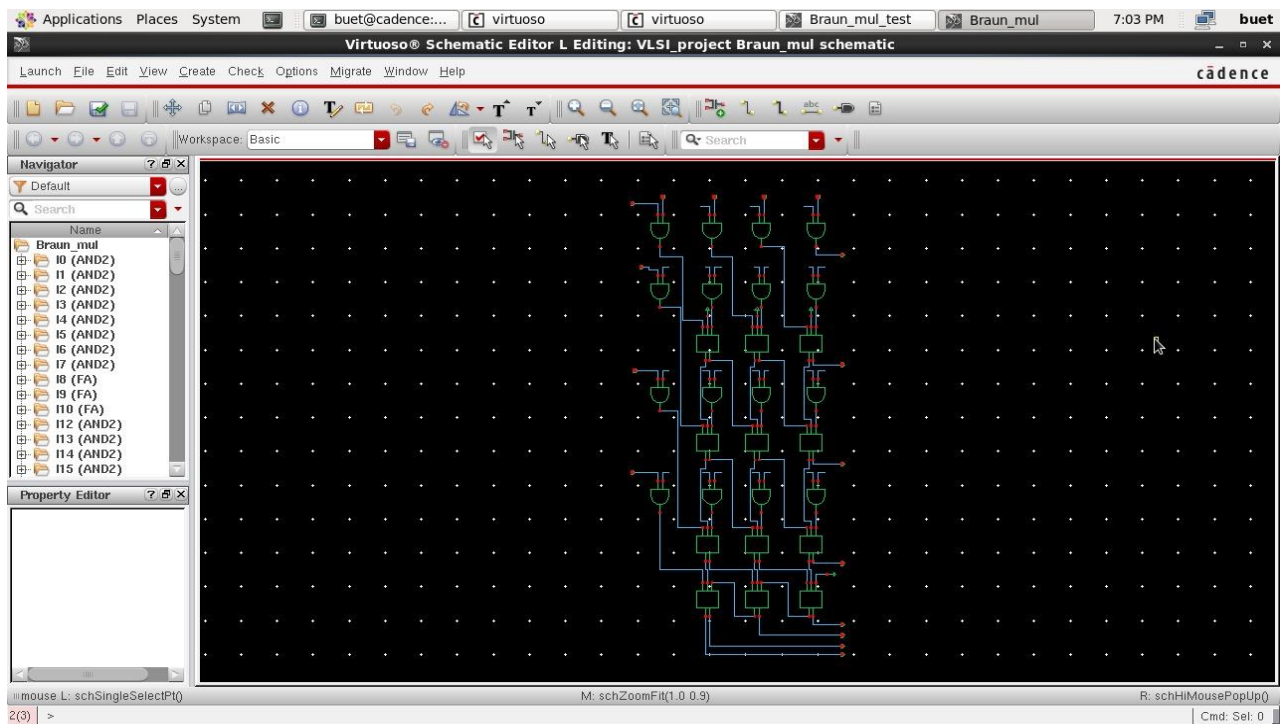 Applications Places System buet@cadence:... virtuoso virtuoso Braun_mul_test Braun_mul 7:03 PM buet
Virtuoso® Schematic Editor L Editing: VLSI_project Braun_mul schematic
Launch File Edit View Create Check Options Migrate Window Help cādence
Workspace: Basic Search
Navigator
Default
Search
Name
Braun_mul
I0 (AND2)
I1 (AND2)
I2 (AND2)
I3 (AND2)
I4 (AND2)
I5 (AND2)
I6 (AND2)
I7 (AND2)
I8 (FA)
I9 (FA)
I10 (FA)
I12 (AND2)
I13 (AND2)
I14 (AND2)
I15 (AND2)
Property Editor
mouse L: schSingleSelectPt() M: schZoomFit(1.0 0.9) R: schHiMousePopUp()
2(3) > Cmd: Sel: 0